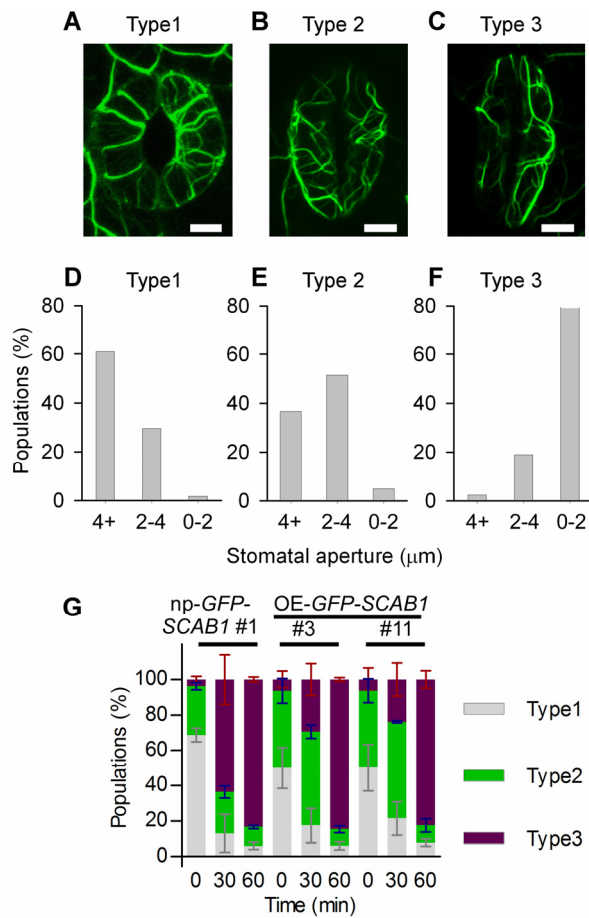 A Type1 B Type 2 C Type 3
D Type1 E Type 2 F Type 3
80 80 80
60 60 60
40 40 40
20 20 20
0 0 0
Populations (%)
4+ 2-4 0-2 4+ 2-4 0-2 4+ 2-4 0-2
Stomatal aperture (μm)
G
np-GFP- OE-GFP-SCAB1
SCAB1 #1 #3 #11
100
80
60
40
20
0
Populations (%)
Type1
Type2
Type3
0 30 60 0 30 60 0 30 60
Time (min)